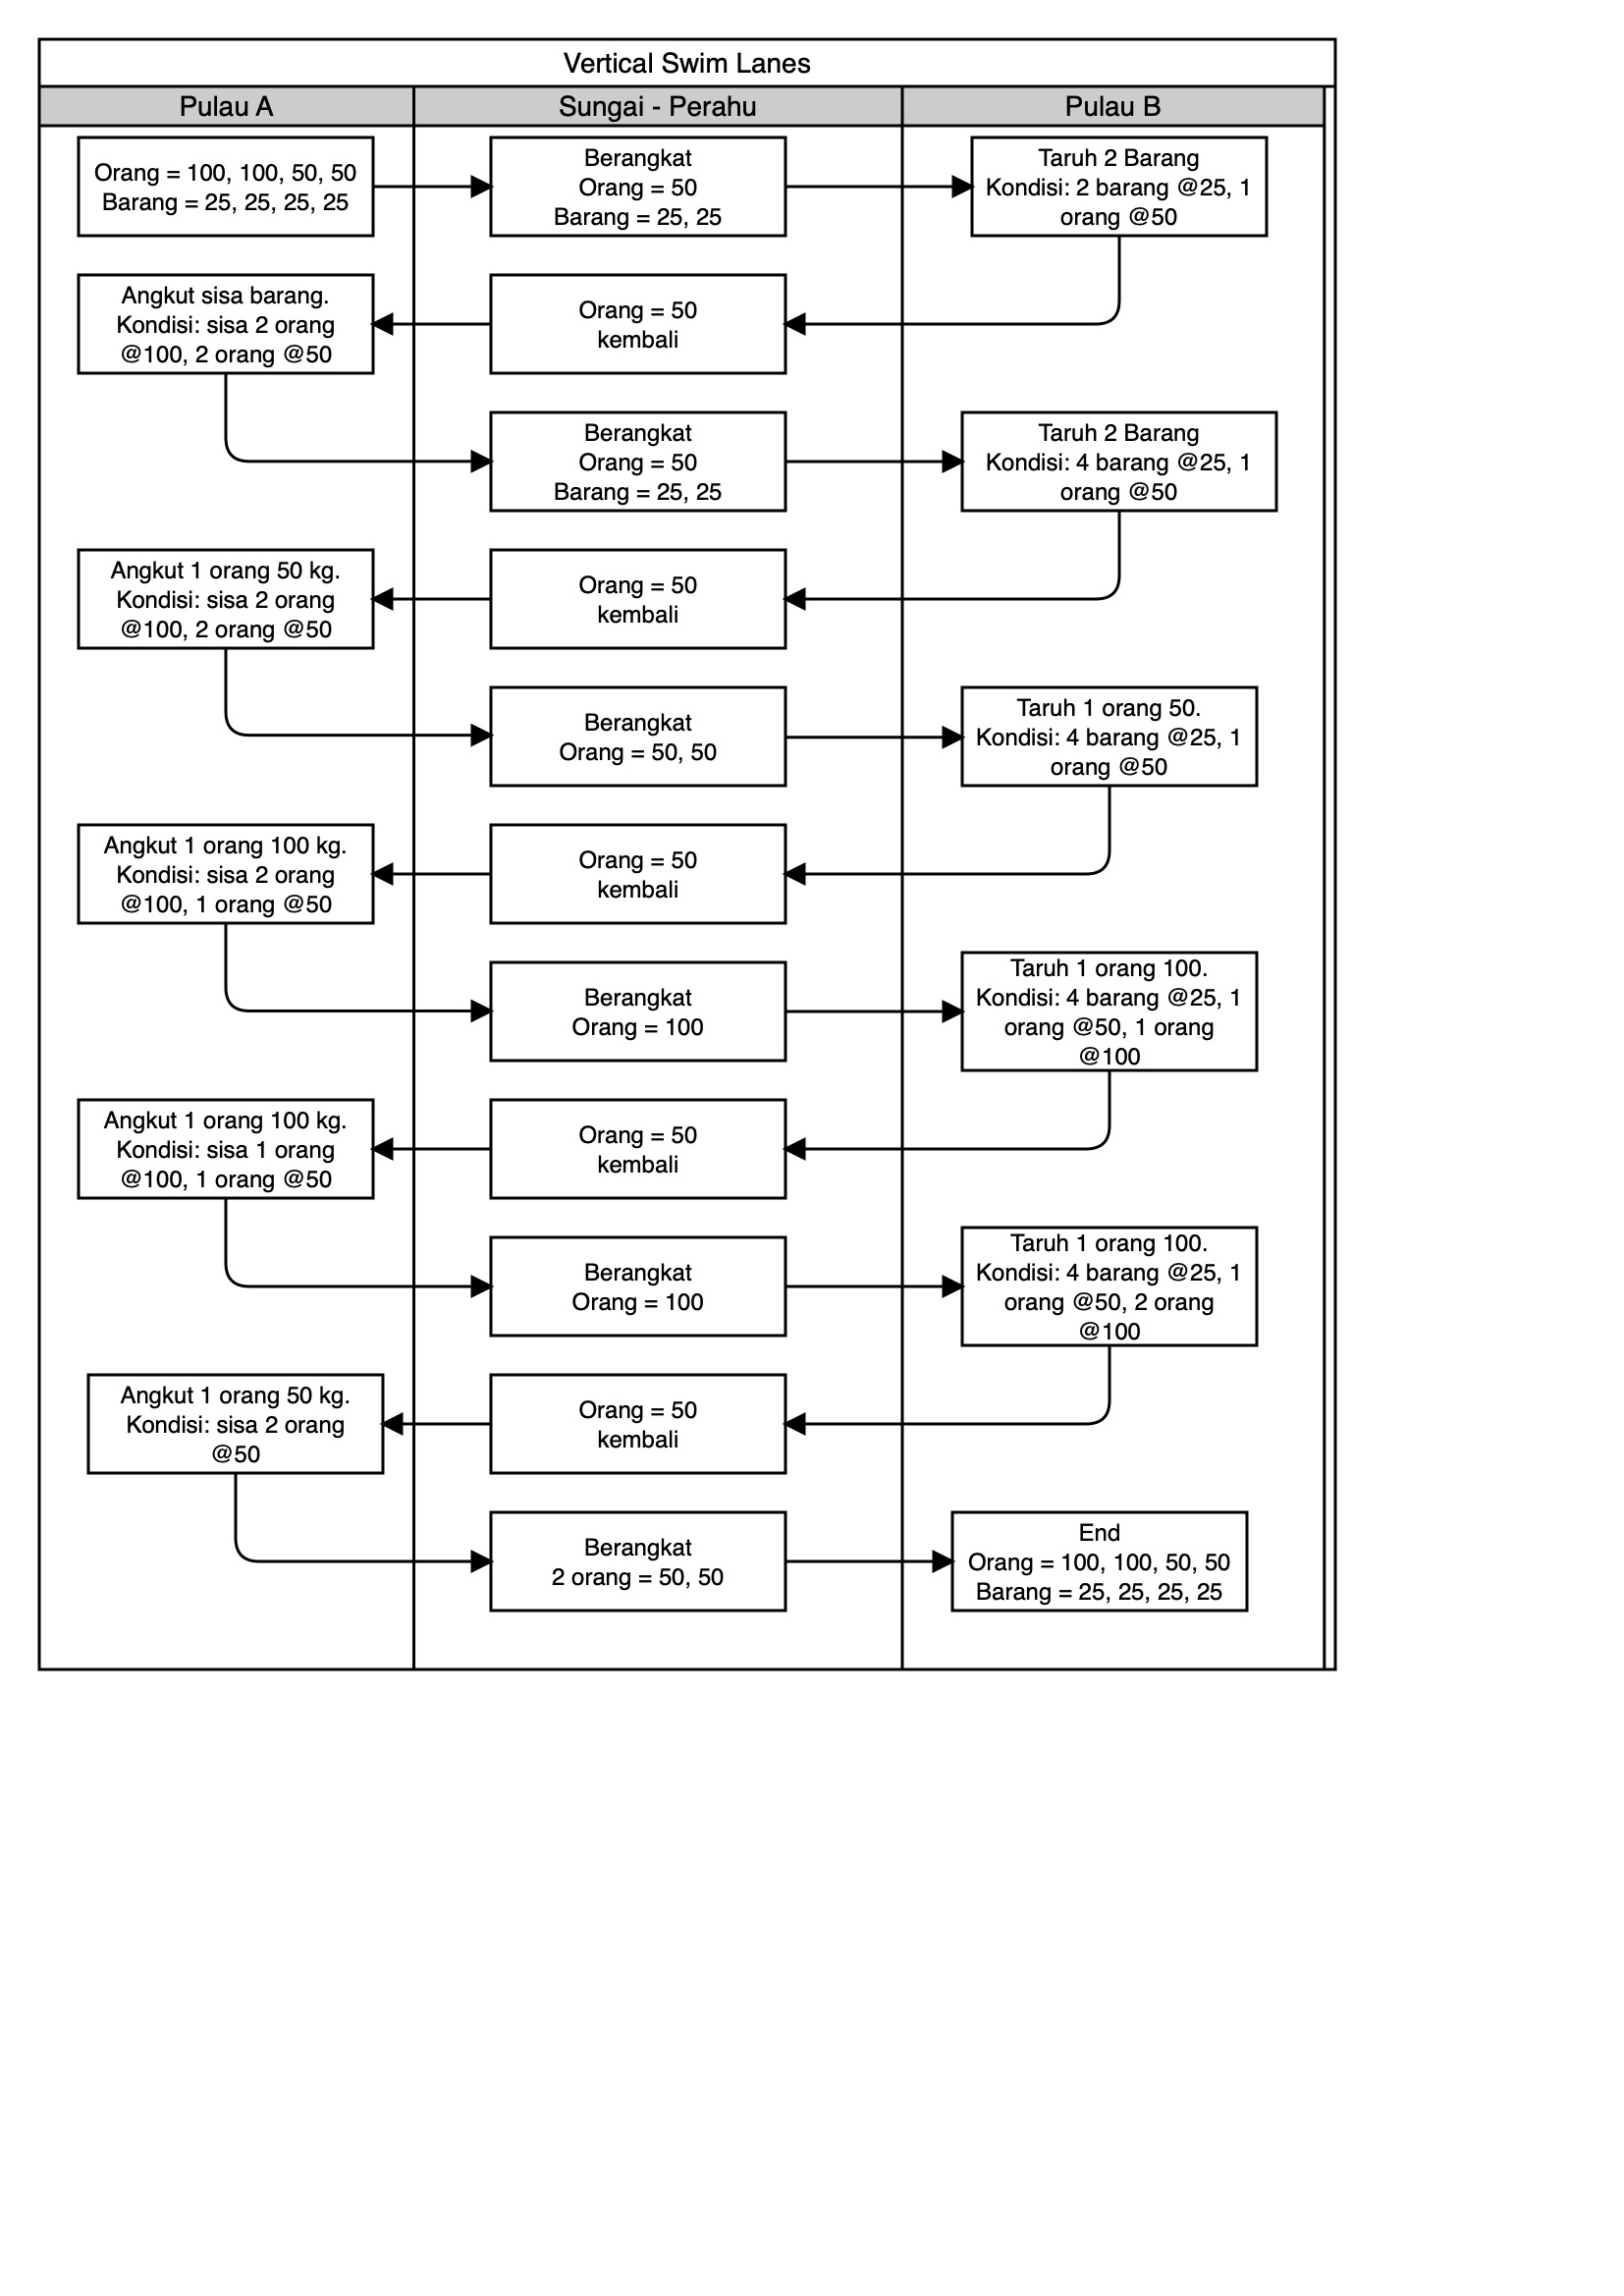 Vertical Swim Lanes
Pulau A
Sungai - Perahu
Pulau B
Orang = 100, 100, 50, 50
Barang = 25, 25, 25, 25
Berangkat
Orang = 50
Barang = 25, 25
Taruh 2 Barang
Kondisi: 2 barang @25, 1
orang @50
Angkut sisa barang.
Kondisi: sisa 2 orang
@100, 2 orang @50
Orang = 50
kembali
Berangkat
Orang = 50
Barang = 25, 25
Taruh 2 Barang
Kondisi: 4 barang @25, 1
orang @50
Angkut 1 orang 50 kg.
Kondisi: sisa 2 orang
@100, 2 orang @50
Orang = 50
kembali
Berangkat
Orang = 50, 50
Taruh 1 orang 50.
Kondisi: 4 barang @25, 1
orang @50
Angkut 1 orang 100 kg.
Kondisi: sisa 2 orang
@100, 1 orang @50
Orang = 50
kembali
Berangkat
Orang = 100
Taruh 1 orang 100.
Kondisi: 4 barang @25, 1
orang @50, 1 orang
@100
Angkut 1 orang 100 kg.
Kondisi: sisa 1 orang
@100, 1 orang @50
Orang = 50
kembali
Berangkat
Orang = 100
Taruh 1 orang 100.
Kondisi: 4 barang @25, 1
orang @50, 2 orang
@100
Angkut 1 orang 50 kg.
Kondisi: sisa 2 orang
@50
Orang = 50
kembali
Berangkat
2 orang = 50, 50
End
Orang = 100, 100, 50, 50
Barang = 25, 25, 25, 25